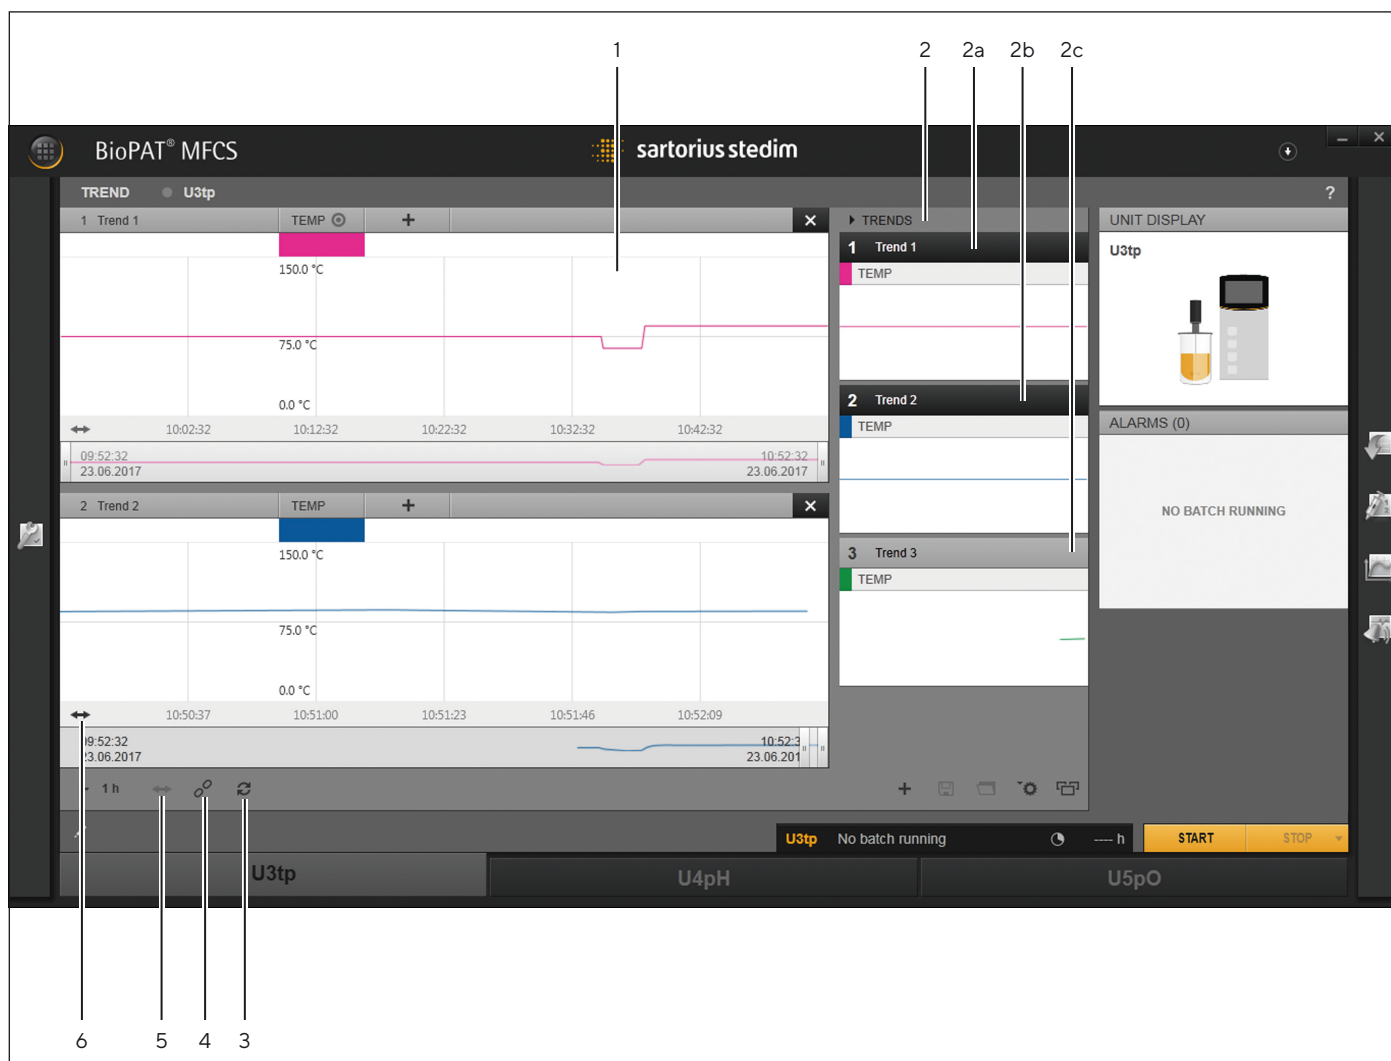 1 2 2a 2b 2c
BioPAT® MFCS
sartorius stedim
TREND U3tp ?
1 Trend 1 TEMP + ×
150.0 °C
75.0 °C
0.0 °C
10:02:32 10:12:32 10:22:32 10:32:32 10:42:32
09:52:32 10:52:32
23.06.2017 23.06.2017
2 Trend 2 TEMP + ×
150.0 °C
75.0 °C
0.0 °C
10:50:37 10:51:00 10:51:23 10:51:46 10:52:09
23.06.201
1 h
TRENDS
1 Trend 1
TEMP
2 Trend 2
TEMP
3 Trend 3
TEMP
+
UNIT DISPLAY
U3tp
ALARMS (0)
NO BATCH RUNNING
U3tp No batch running ---- h START STOP
U3tp U4pH U5pO
6 5 4 3